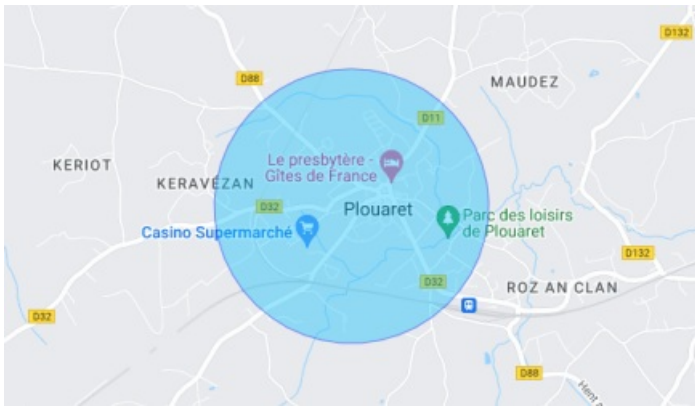 D132
D88
MAUDEZ
D11
KERIOT
Le presbytère -
Gîtes de France
KERAVÉZAN
D32
Plouaret
Casino Supermarché
Parc des loisirs
de Plouaret
D132
D32
ROZ AN CLAN
D32
D88
Hent a